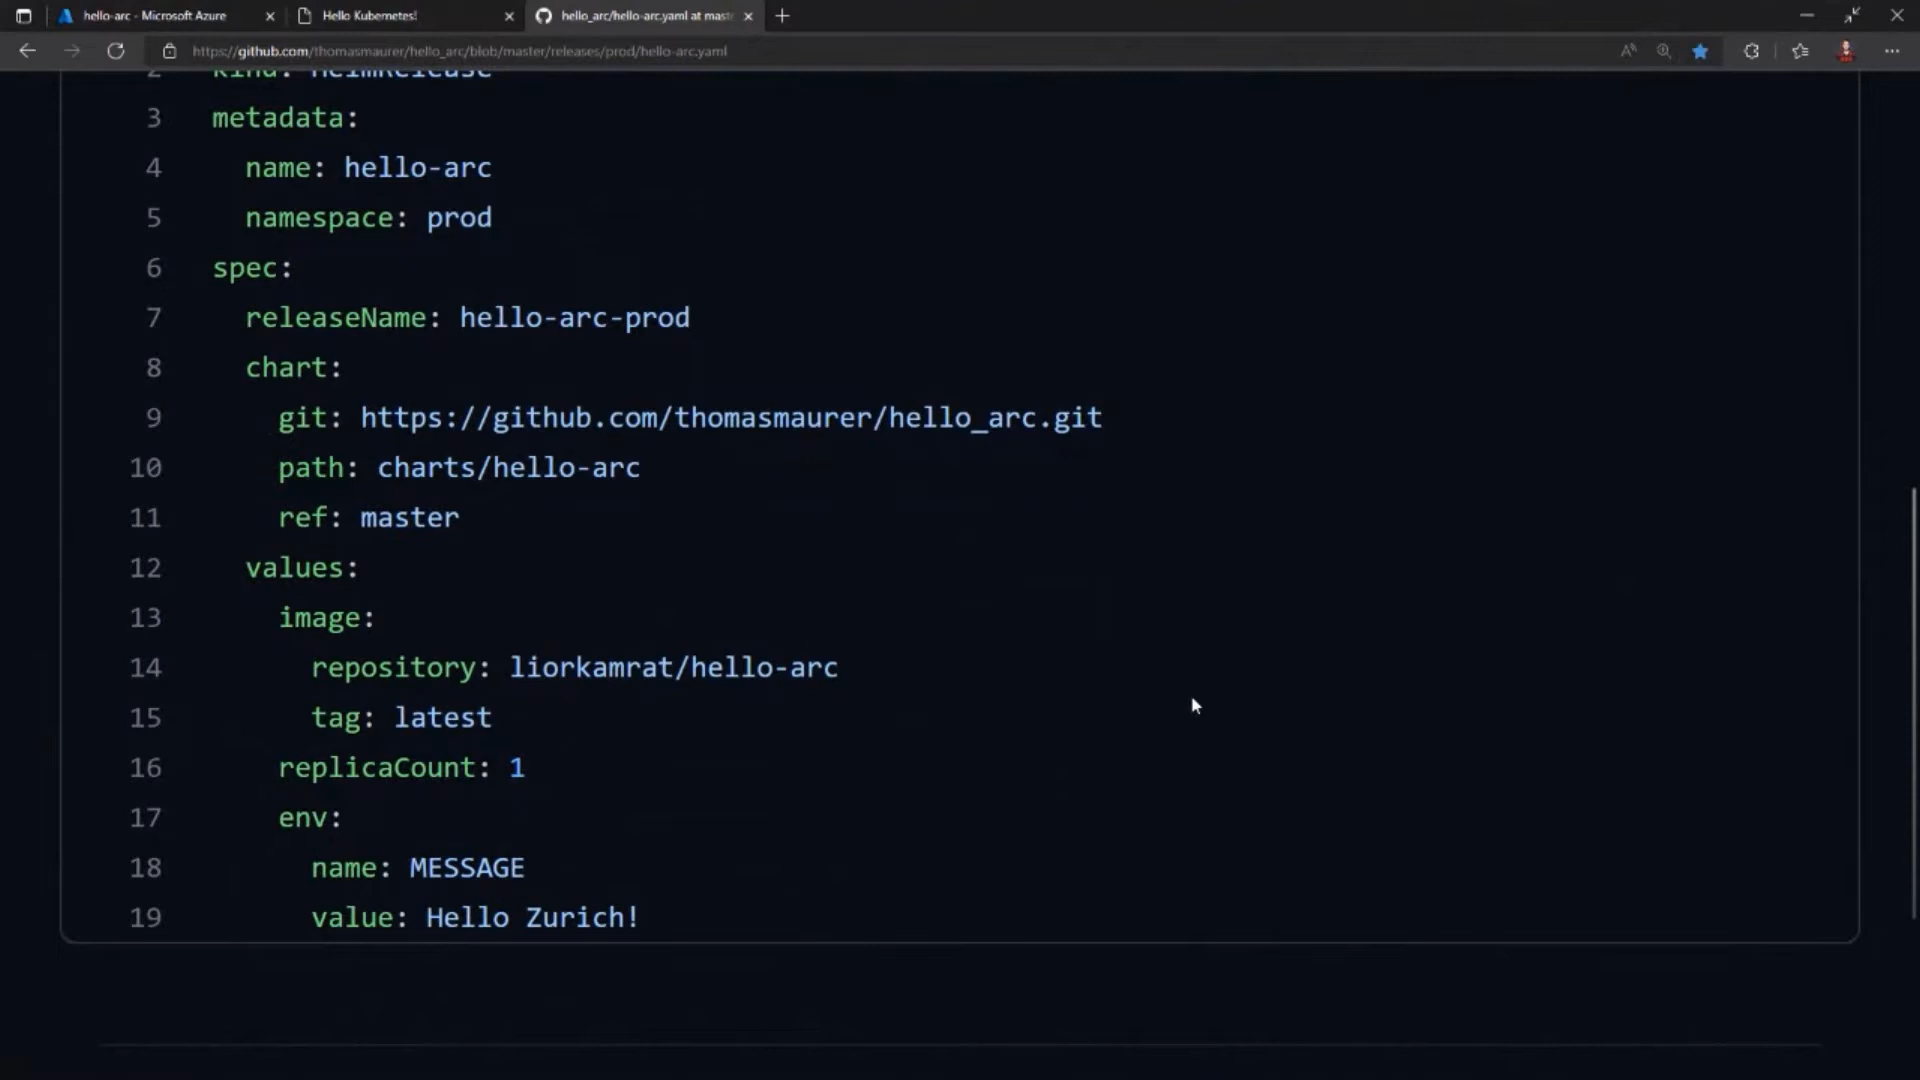 hello-arc - Microsoft Azure
Hello Kubernetes!
hello_arc/hello-arc.yaml at mast
https://github.com/thomasmaurer/hello_arc/blob/master/releases/prod/hello-arc.yaml
2 kind: HelmRelease
3 metadata:
4 name: hello-arc
5 namespace: prod
6 spec:
7 releaseName: hello-arc-prod
8 chart:
9 git: https://github.com/thomasmaurer/hello_arc.git
10 path: charts/hello-arc
11 ref: master
12 values:
13 image:
14 repository: liorkamrat/hello-arc
15 tag: latest
16 replicaCount: 1
17 env:
18 name: MESSAGE
19 value: Hello Zurich!